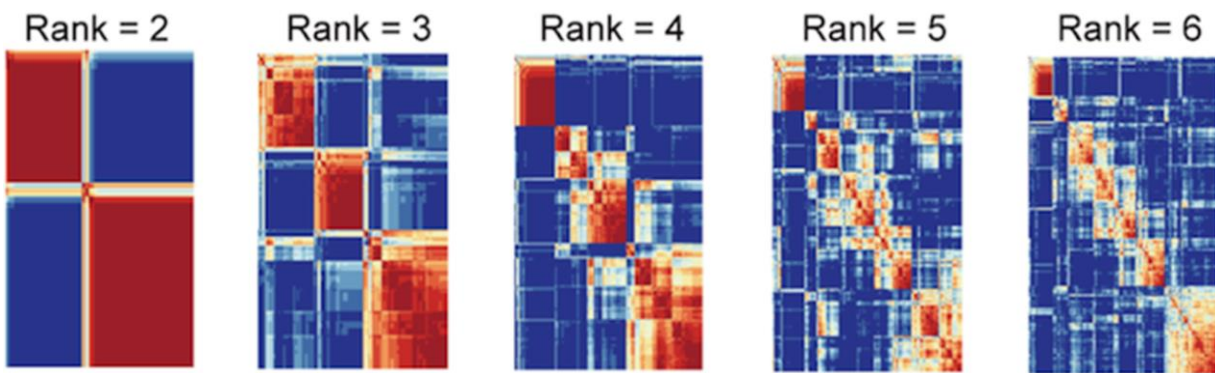 Rank = 2 Rank = 3 Rank = 4 Rank = 5 Rank = 6